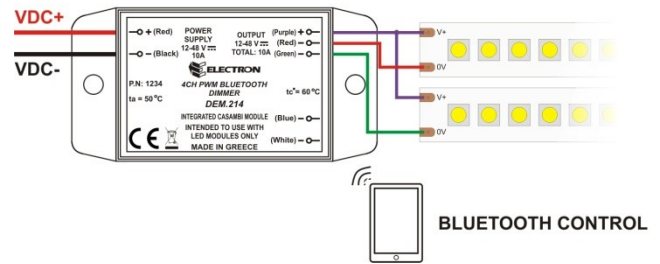 VDC+
VDC-
+ (Red)
− (Black)
POWER
SUPPLY
12-48 V
10A
OUTPUT
12-48 V
TOTAL: 10A
(Purple) +
(Red) −
(Green) −
ELECTRON
P.N: 1234
ta = 50°C
4CH PWM BLUETOOTH
DIMMER
DEM.214
tc*= 60°C
INTEGRATED CASAMBI MODULE
INTENDED TO USE WITH
LED MODULES ONLY
MADE IN GREECE
CE
(Blue) −
(White) −
V+
0V
V+
0V
BLUETOOTH CONTROL